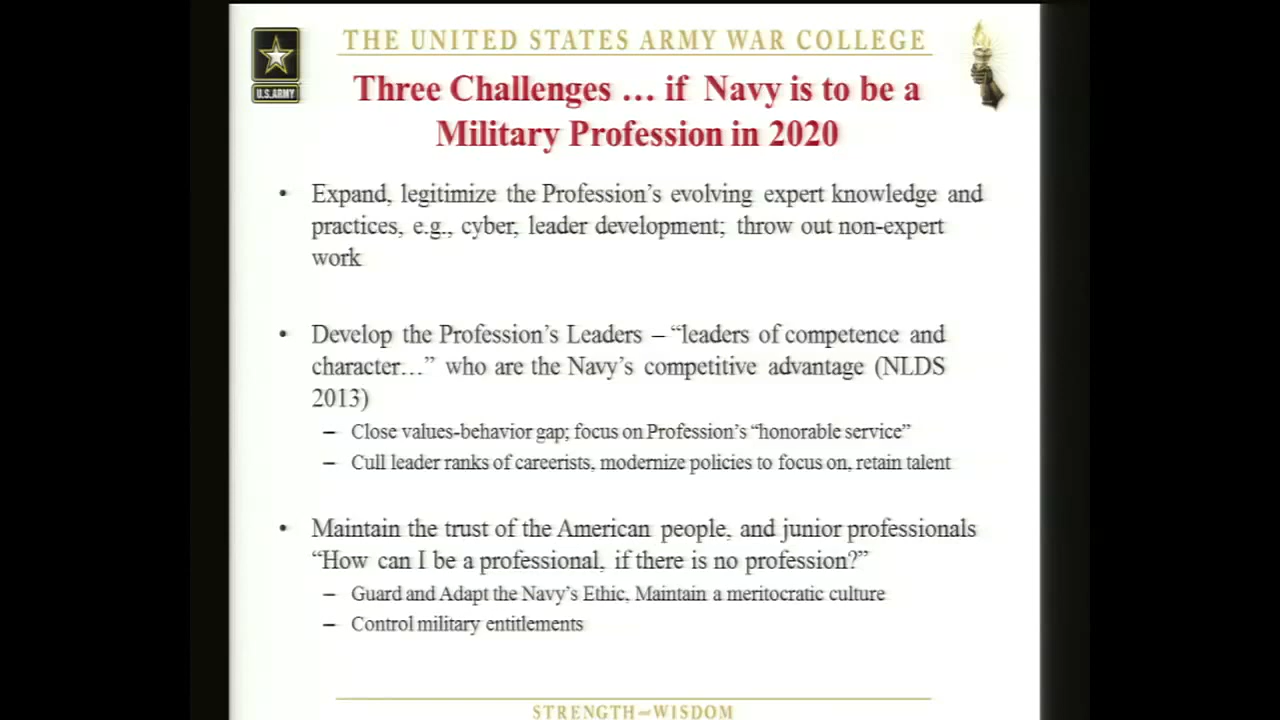 THE UNITED STATES ARMY WAR COLLEGE
U.S.ARMY
Three Challenges … if Navy is to be a
Military Profession in 2020
• Expand, legitimize the Profession’s evolving expert knowledge and
practices, e.g., cyber, leader development; throw out non-expert
work
• Develop the Profession’s Leaders – “leaders of competence and
character…” who are the Navy’s competitive advantage (NLDS
2013)
– Close values-behavior gap; focus on Profession’s “honorable service”
– Cull leader ranks of careerists, modernize policies to focus on, retain talent
• Maintain the trust of the American people, and junior professionals
“How can I be a professional, if there is no profession?”
– Guard and Adapt the Navy’s Ethic, Maintain a meritocratic culture
– Control military entitlements
STRENGTH and WISDOM